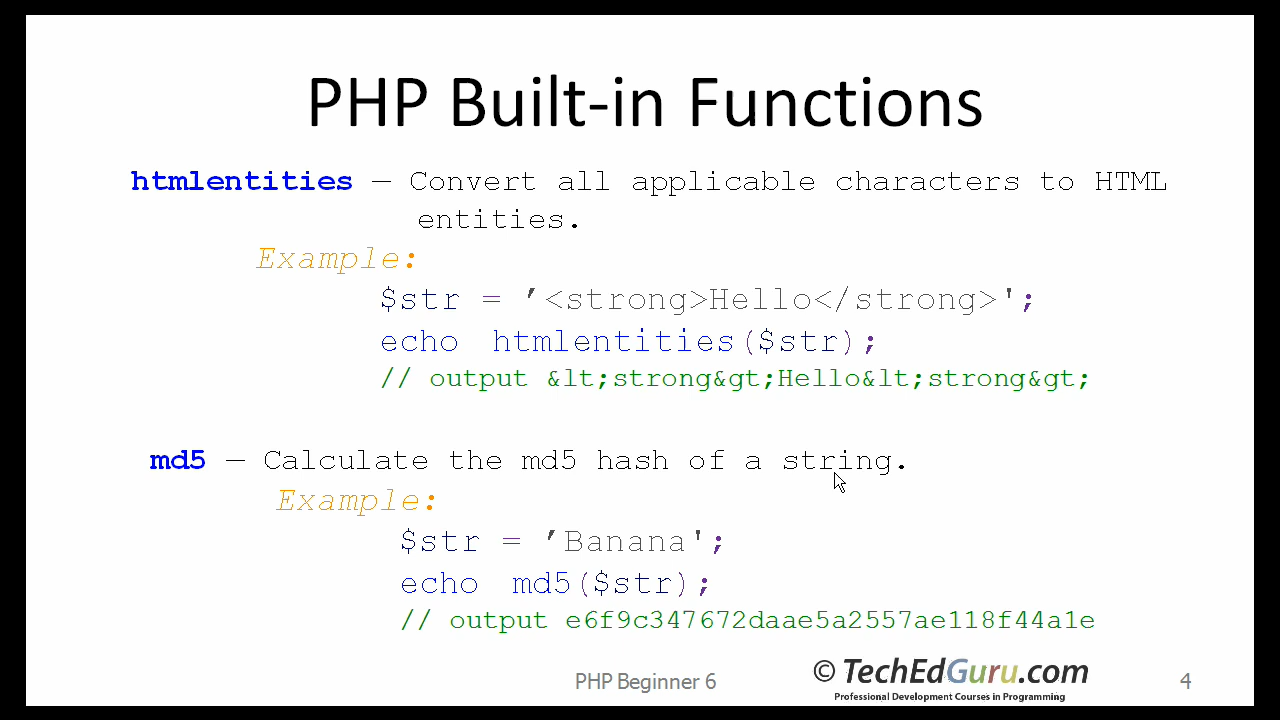 PHP Built-in Functions
htmlentities — Convert all applicable characters to HTML
entities.
Example:
$str = ’<strong>Hello</strong>';
echo htmlentities($str);
// output &lt;strong&gt;Hello&lt;strong&gt;
md5 — Calculate the md5 hash of a string.
Example:
$str = ’Banana';
echo md5($str);
// output e6f9c347672daae5a2557ae118f44a1e
PHP Beginner 6
© TechEdGuru.com
Professional Development Courses in Programming
4